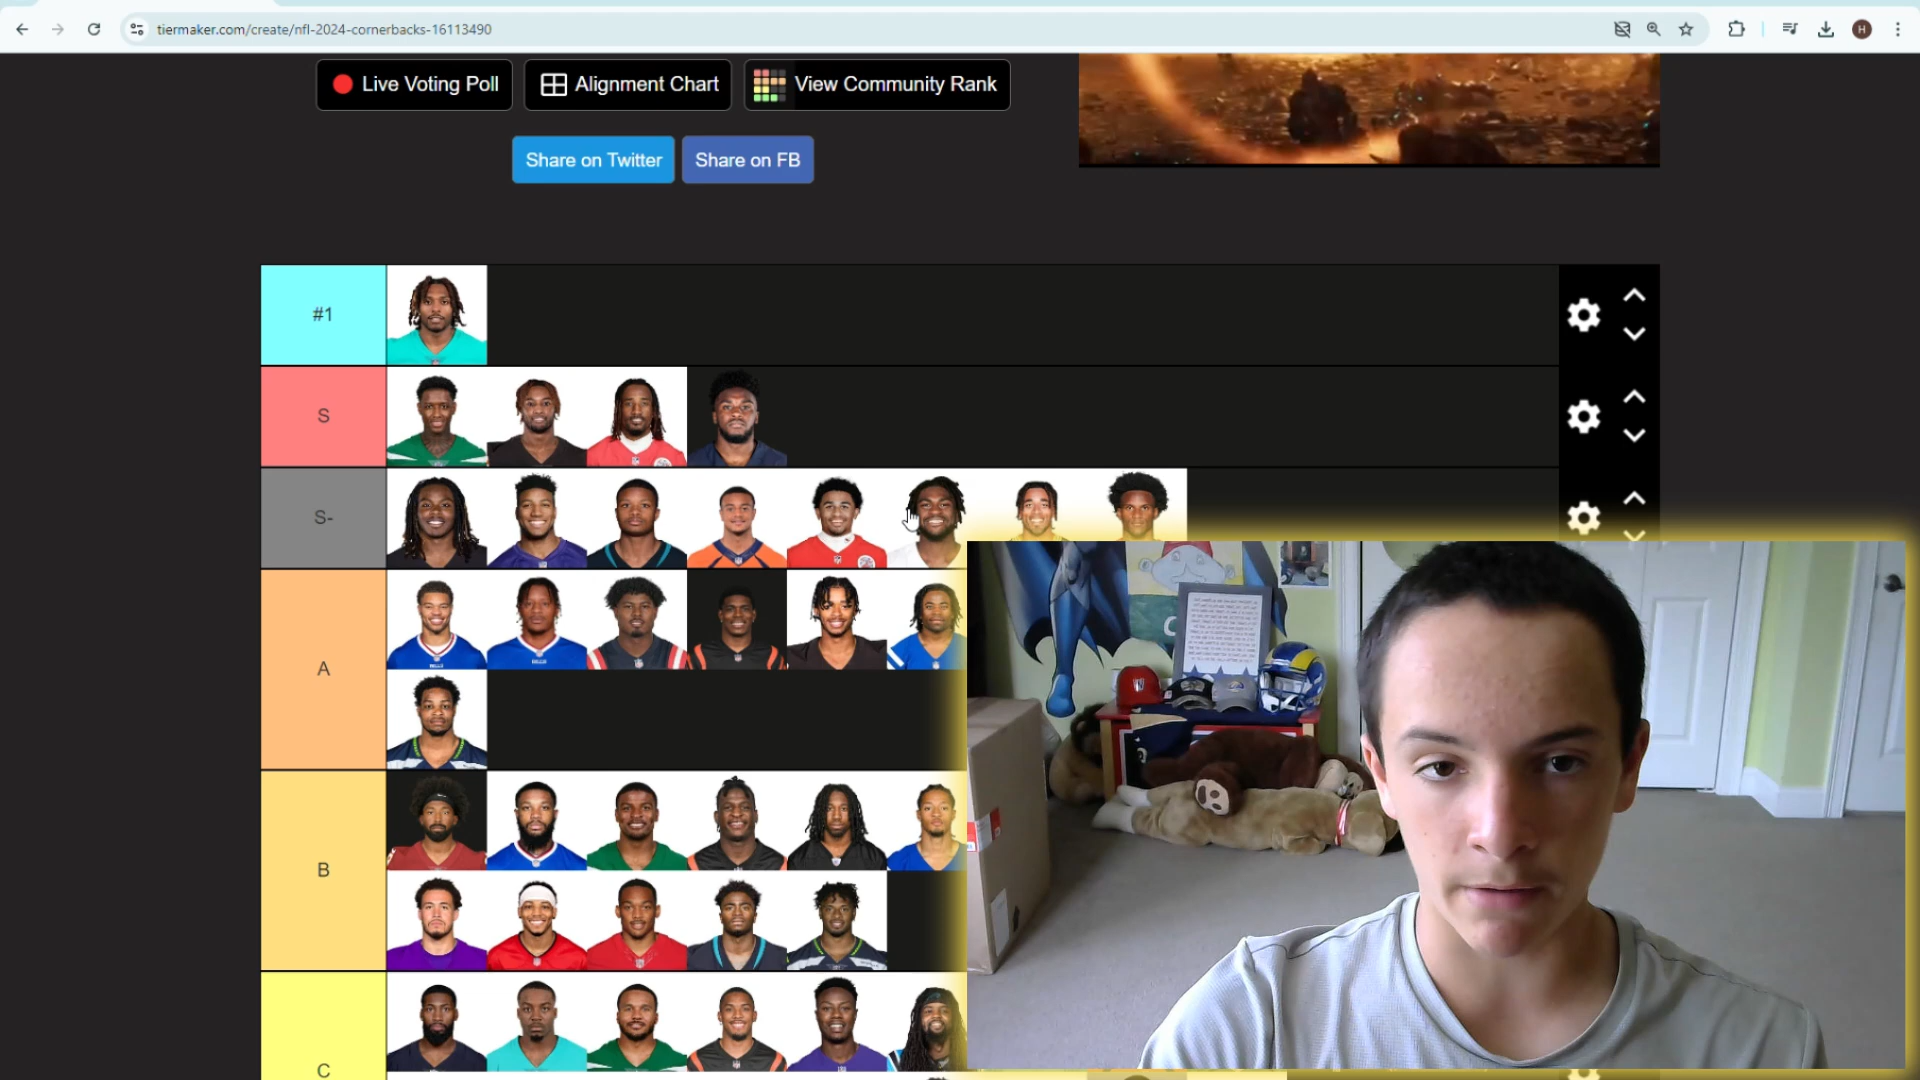 tiermaker.com/create/nfl-2024-cornerbacks-16113490
H
Live Voting Poll
Alignment Chart
View Community Rank
Share on Twitter
Share on FB
#1
S
S-
A
B
C